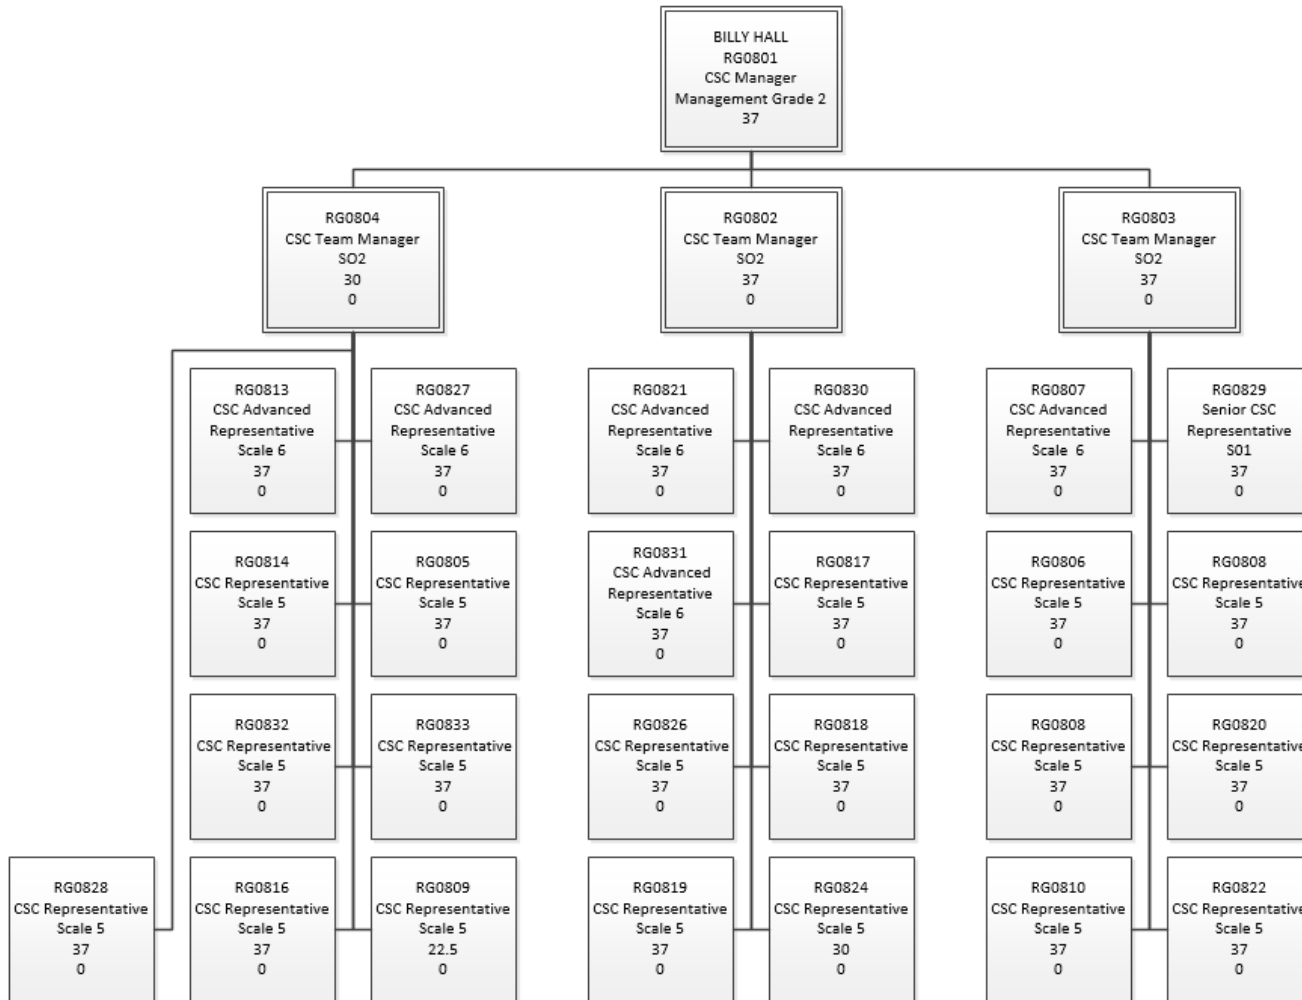 BILLY HALL
RG0801
CSC Manager
Management Grade 2
37
RG0804
CSC Team Manager
SO2
30
0
RG0802
CSC Team Manager
SO2
37
0
RG0803
CSC Team Manager
SO2
37
0
RG0813
CSC Advanced
Representative
Scale 6
37
0
RG0827
CSC Advanced
Representative
Scale 6
37
0
RG0821
CSC Advanced
Representative
Scale 6
37
0
RG0830
CSC Advanced
Representative
Scale 6
37
0
RG0807
CSC Advanced
Representative
Scale  6
37
0
RG0829
Senior CSC
Representative
S01
37
0
RG0814
CSC Representative
Scale 5
37
0
RG0805
CSC Representative
Scale 5
37
0
RG0831
CSC Advanced
Representative
Scale 6
37
0
RG0817
CSC Representative
Scale 5
37
0
RG0806
CSC Representative
Scale 5
37
0
RG0808
CSC Representative
Scale 5
37
0
RG0832
CSC Representative
Scale 5
37
0
RG0833
CSC Representative
Scale 5
37
0
RG0826
CSC Representative
Scale 5
37
0
RG0818
CSC Representative
Scale 5
37
0
RG0808
CSC Representative
Scale 5
37
0
RG0820
CSC Representative
Scale 5
37
0
RG0828
CSC Representative
Scale 5
37
0
RG0816
CSC Representative
Scale 5
37
0
RG0809
CSC Representative
Scale 5
22.5
0
RG0819
CSC Representative
Scale 5
37
0
RG0824
CSC Representative
Scale 5
30
0
RG0810
CSC Representative
Scale 5
37
0
RG0822
CSC Representative
Scale 5
37
0